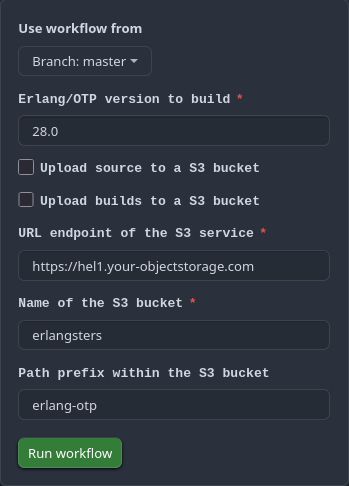 Use workflow from
Branch: master
Erlang/OTP version to build *
28.0
Upload source to a S3 bucket
Upload builds to a S3 bucket
URL endpoint of the S3 service *
https://hel1.your-objectstorage.com
Name of the S3 bucket *
erlangsters
Path prefix within the S3 bucket
erlang-otp
Run workflow